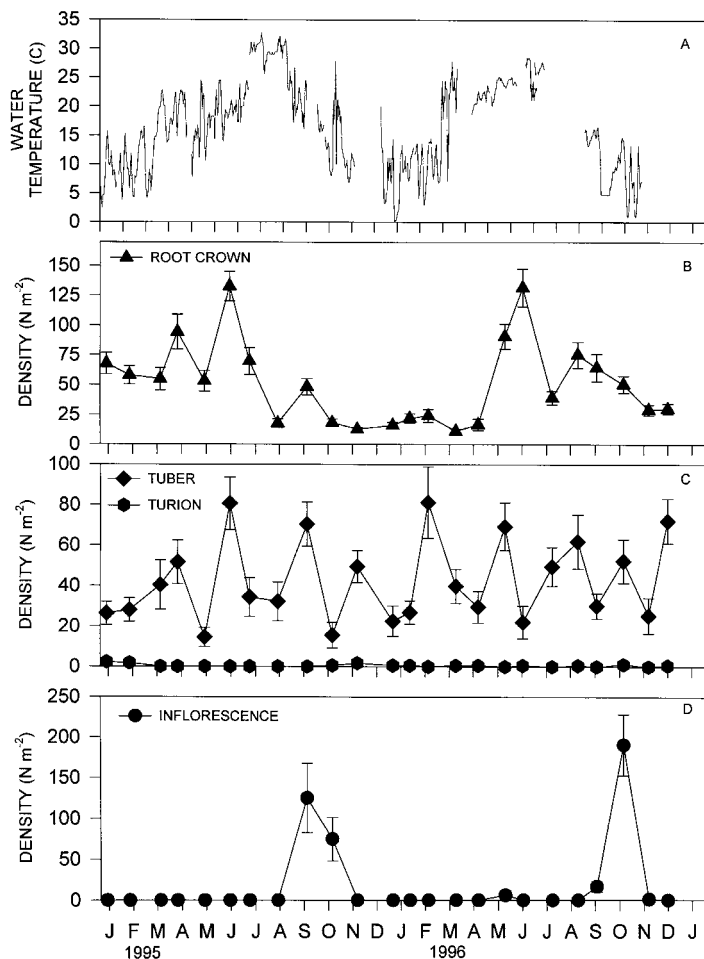 A
WATER
TEMPERATURE (C)
35
30
25
20
15
10
5
0
B
ROOT CROWN
DENSITY (N m-2)
150
125
100
75
50
25
0
C
TUBER
TURION
DENSITY (N m-2)
100
80
60
40
20
0
D
INFLORESCENCE
DENSITY (N m-2)
250
200
150
100
50
0
J F M A M J J A S O N D J F M A M J J A S O N D J
1995 1996